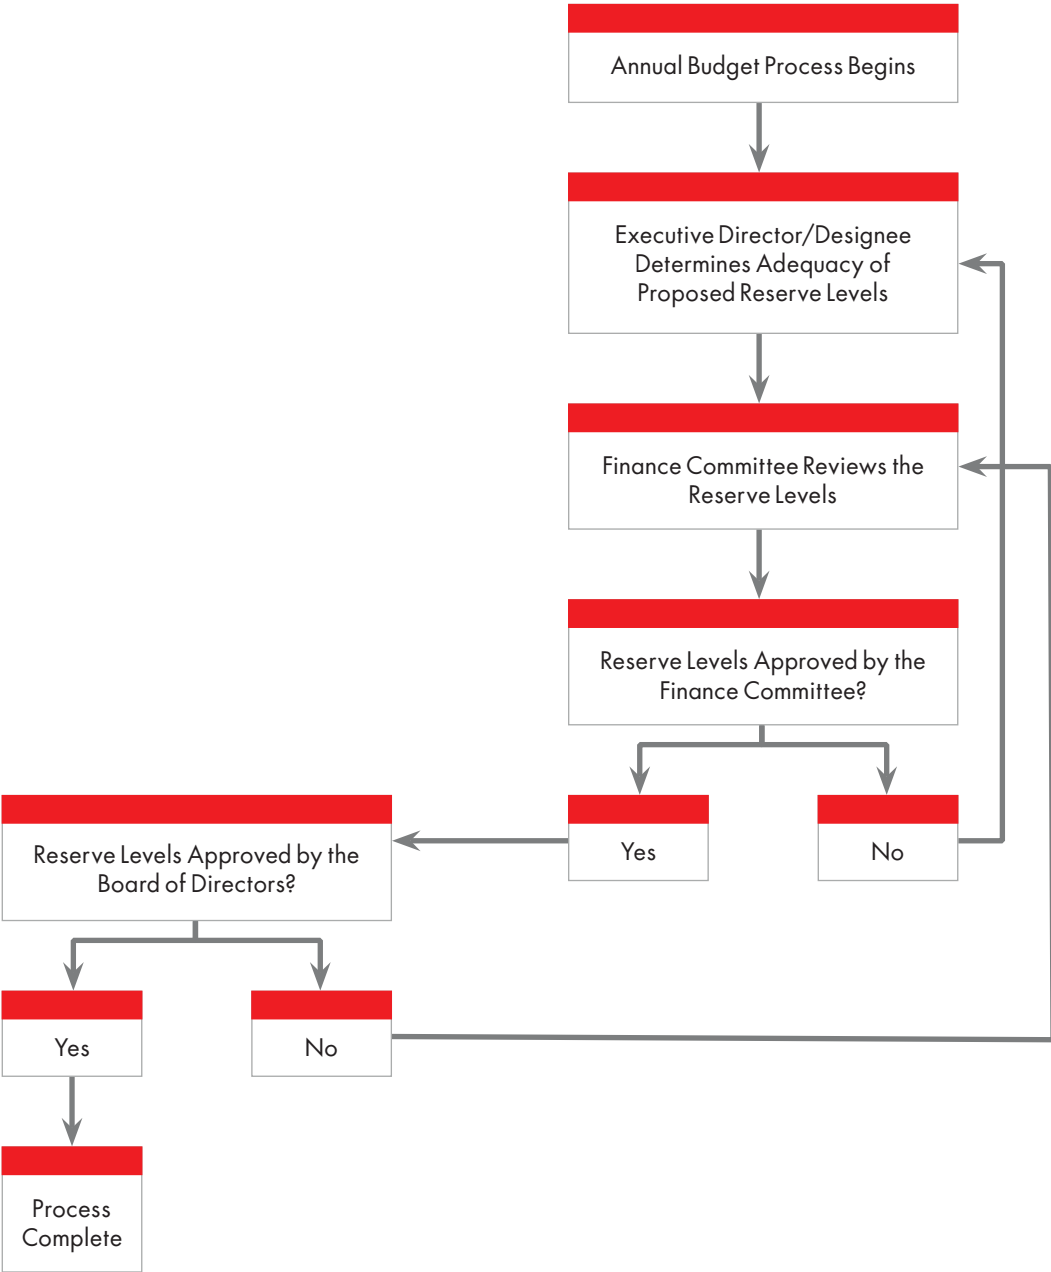 Annual Budget Process Begins
Executive Director/Designee
Determines Adequacy of
Proposed Reserve Levels
Finance Committee Reviews the
Reserve Levels
Reserve Levels Approved by the
Finance Committee?
Yes
No
Reserve Levels Approved by the
Board of Directors?
Yes
No
Process
Complete